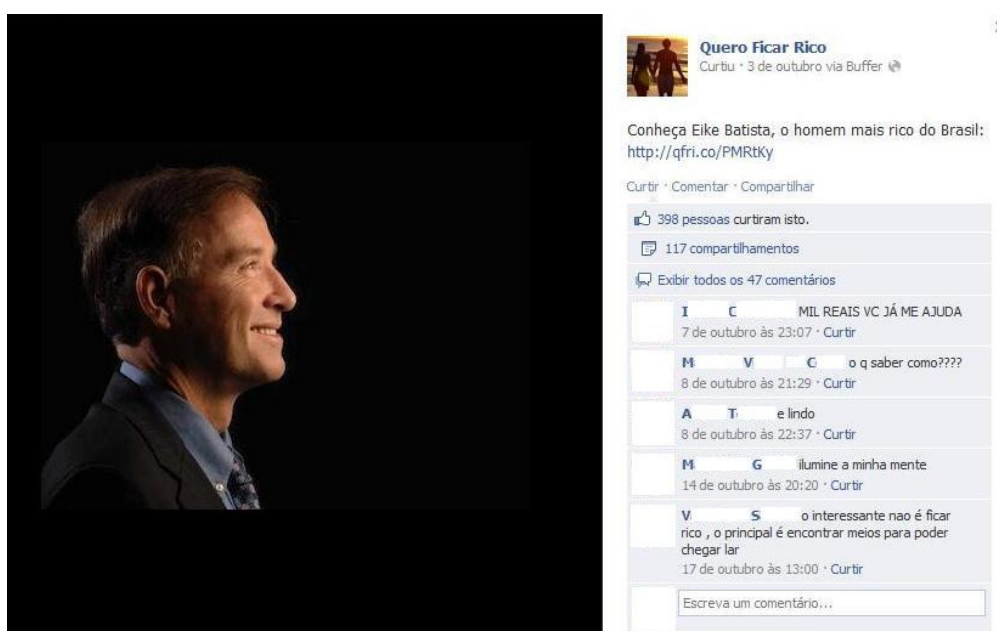 Quero Ficar Rico
Curtiu · 3 de outubro via Buffer
Conheça Eike Batista, o homem mais rico do Brasil:
http://qfri.co/PMRtKy
Curtir · Comentar · Compartilhar
398 pessoas curtiram isto.
117 compartilhamentos
Exibir todos os 47 comentários
I C MIL REAIS VC JÁ ME AJUDA
7 de outubro às 23:07 · Curtir
M V C o q saber como????
8 de outubro às 21:29 · Curtir
A T e lindo
8 de outubro às 22:37 · Curtir
M G ilumine a minha mente
14 de outubro às 20:20 · Curtir
V S o interessante nao é ficar
rico , o principal é encontrar meios para poder
chegar lar
17 de outubro às 13:00 · Curtir
Escreva um comentário...